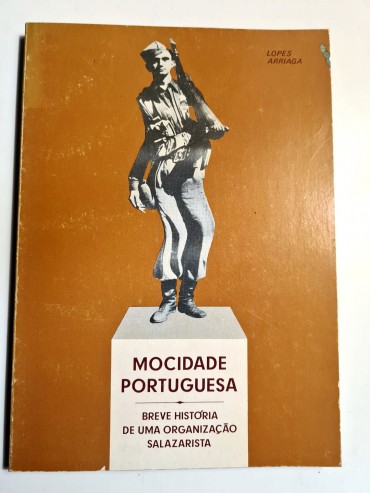 LOPES
ARRIAGA
MOCIDADE
PORTUGUESA
BREVE HISTÓRIA
DE UMA ORGANIZAÇÃO
SALAZARISTA